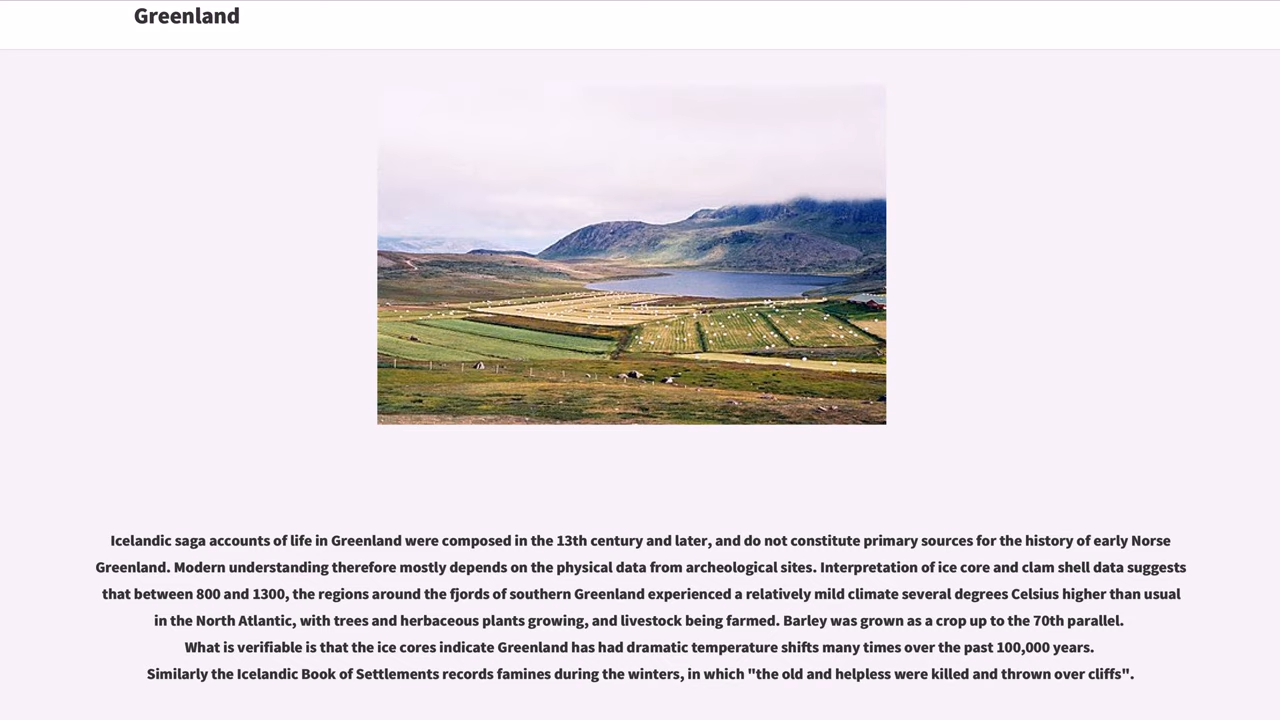 Greenland
Icelandic saga accounts of life in Greenland were composed in the 13th century and later, and do not constitute primary sources for the history of early Norse
Greenland. Modern understanding therefore mostly depends on the physical data from archeological sites. Interpretation of ice core and clam shell data suggests
that between 800 and 1300, the regions around the fjords of southern Greenland experienced a relatively mild climate several degrees Celsius higher than usual
in the North Atlantic, with trees and herbaceous plants growing, and livestock being farmed. Barley was grown as a crop up to the 70th parallel.
What is verifiable is that the ice cores indicate Greenland has had dramatic temperature shifts many times over the past 100,000 years.
Similarly the Icelandic Book of Settlements records famines during the winters, in which "the old and helpless were killed and thrown over cliffs".